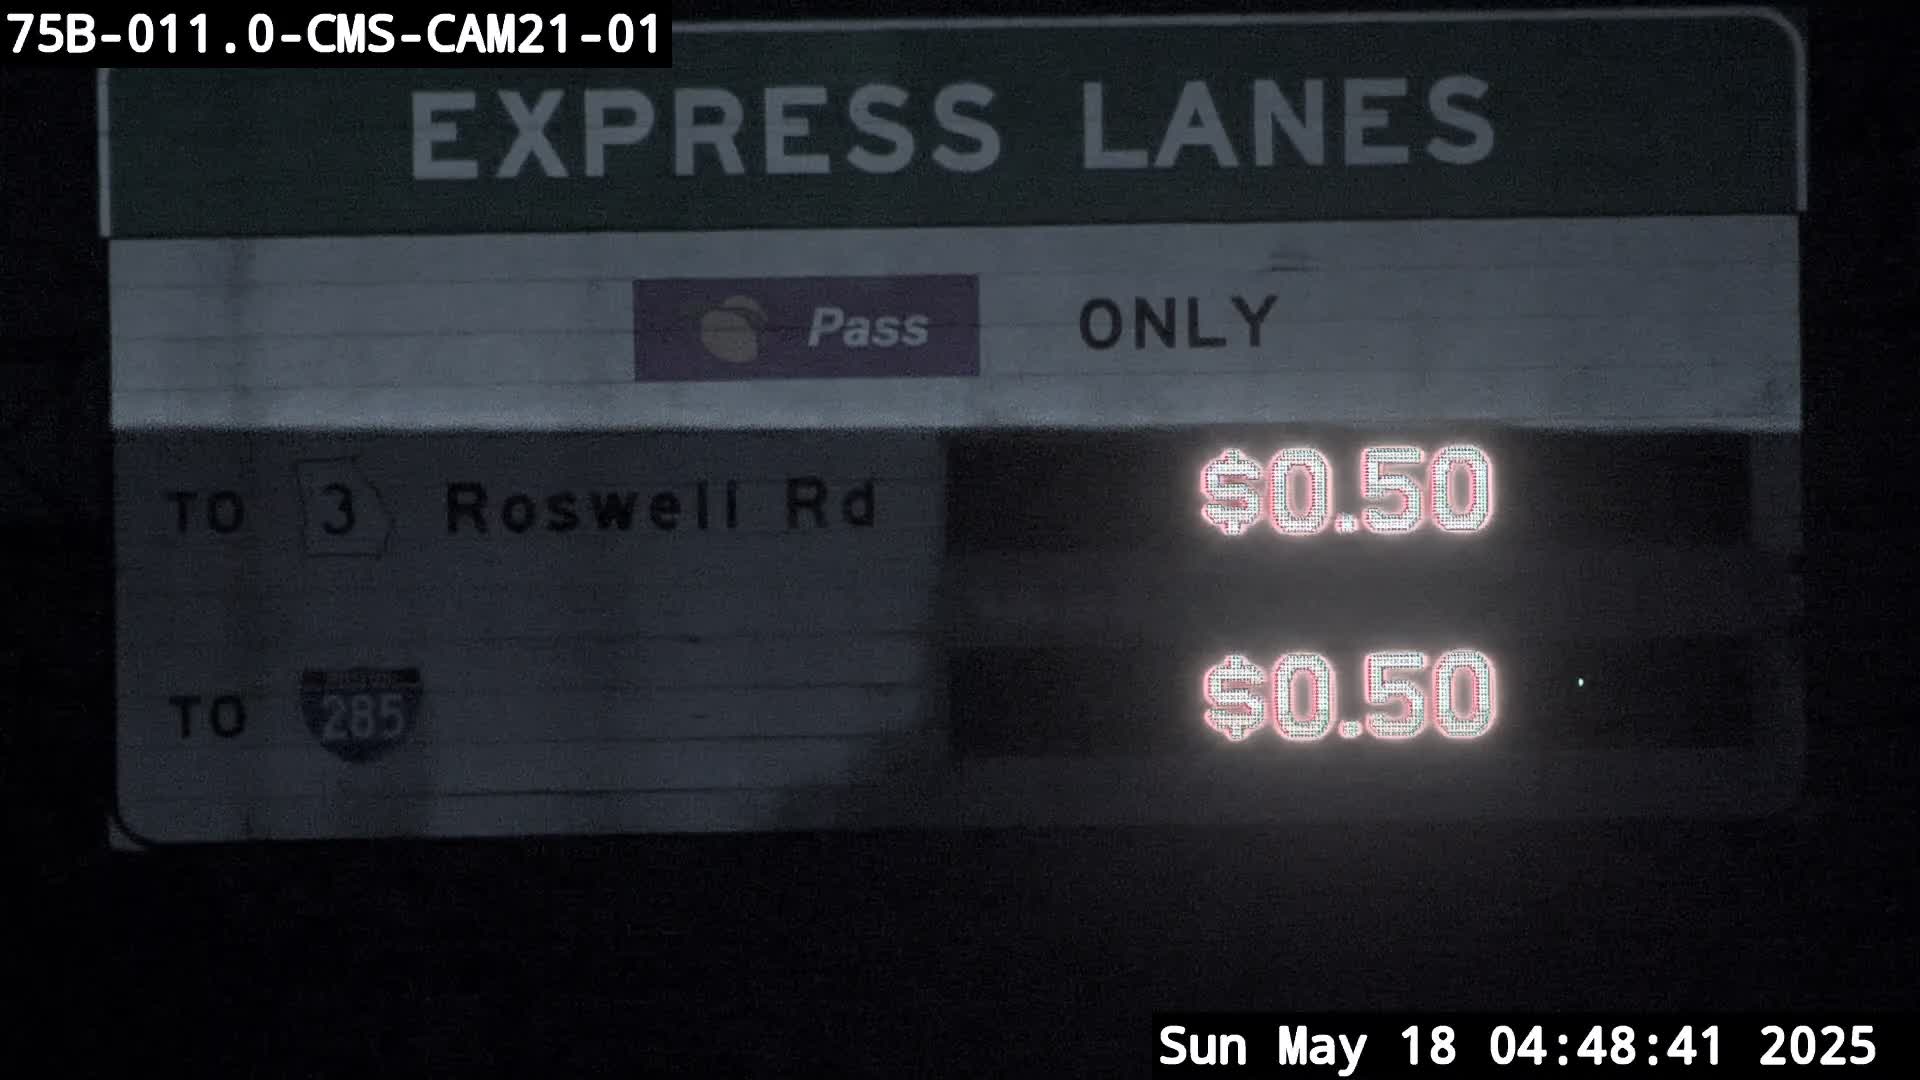 75B-011.0-CMS-CAM21-01
EXPRESS LANES
Pass ONLY
TO 3 Roswell Rd $0.50
TO 285 $0.50
Sun May 18 04:48:41 2025